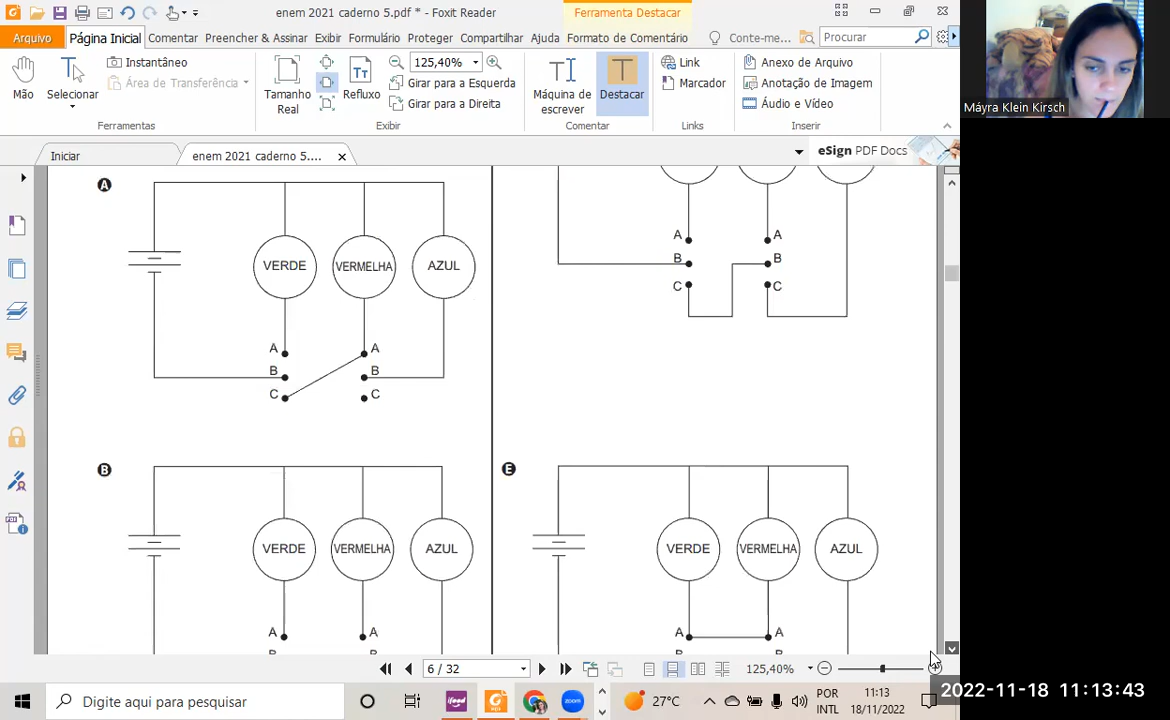 enem 2021 caderno 5.pdf * - Foxit Reader
Ferramenta Destacar
Arquivo Página Inicial Comentar Preencher & Assinar Exibir Formulário Proteger Compartilhar Ajuda Formato de Comentário Conte-me... Procurar
Mão
Selecionar
Instantâneo
Área de Transferência
Ferramentas
Tamanho Real
Refluxo
125,40%
Girar para a Esquerda
Girar para a Direita
Exibir
Máquina de escrever
Destacar
Comentar
Link
Marcador
Links
Anexo de Arquivo
Anotação de Imagem
Áudio e Vídeo
Inserir
Máyra Klein Kirsch
Iniciar
enem 2021 caderno 5....
eSign PDF Docs
A
VERDE VERMELHA AZUL
A A
B B
C C
A A
B B
C C
B
VERDE VERMELHA AZUL
A A
B
E
VERDE VERMELHA AZUL
A A
B B
6 / 32
125,40%
Digite aqui para pesquisar
27°C
POR
INTL
11:13
18/11/2022
2022-11-18 11:13:43